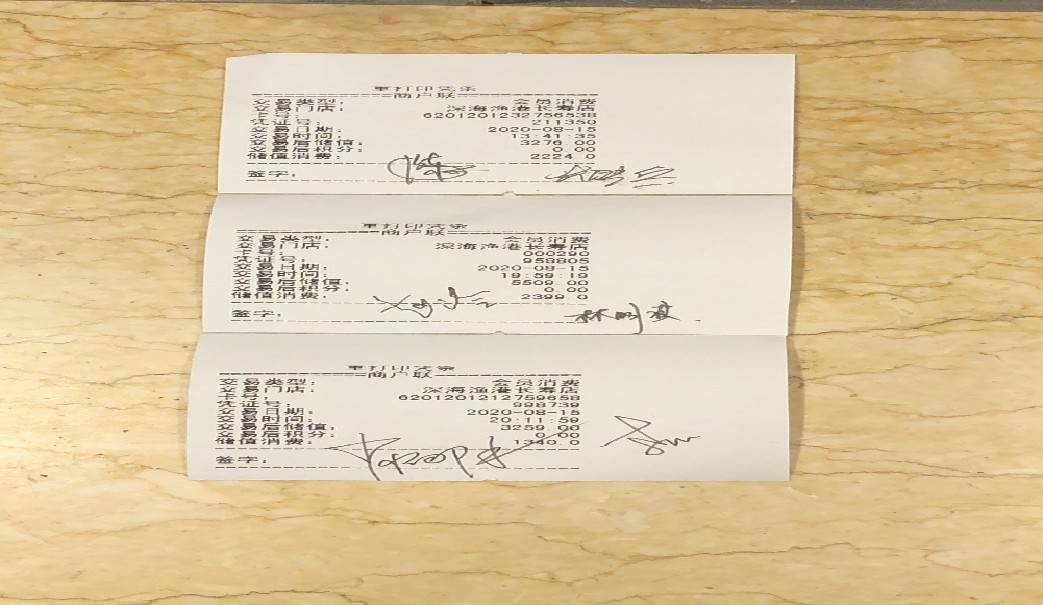 重打印凭条
商户联
交易类型： 会员消费
交易门店： 深海渔港长寿店
卡号： 6201201232756538
凭证号： 211350
交易日期： 2020-08-15
交易时间： 13:41:35
交易后储值： 3276.00
交易后积分： 0.00
储值消费： 2224.0
签字：
重打印凭条
商户联
交易类型： 会员消费
交易门店： 深海渔港长寿店
卡号： 000290
凭证号： 958805
交易日期： 2020-08-15
交易时间： 19:59:19
交易后储值： 5509.00
交易后积分： 0.00
储值消费： 2399.0
签字：
重打印凭条
商户联
交易类型： 会员消费
交易门店： 深海渔港长寿店
卡号： 6201201212759658
凭证号： 998739
交易日期： 2020-08-15
交易时间： 20:11:59
交易后储值： 3259.00
交易后积分： 0.00
储值消费： 1340.0
签字：